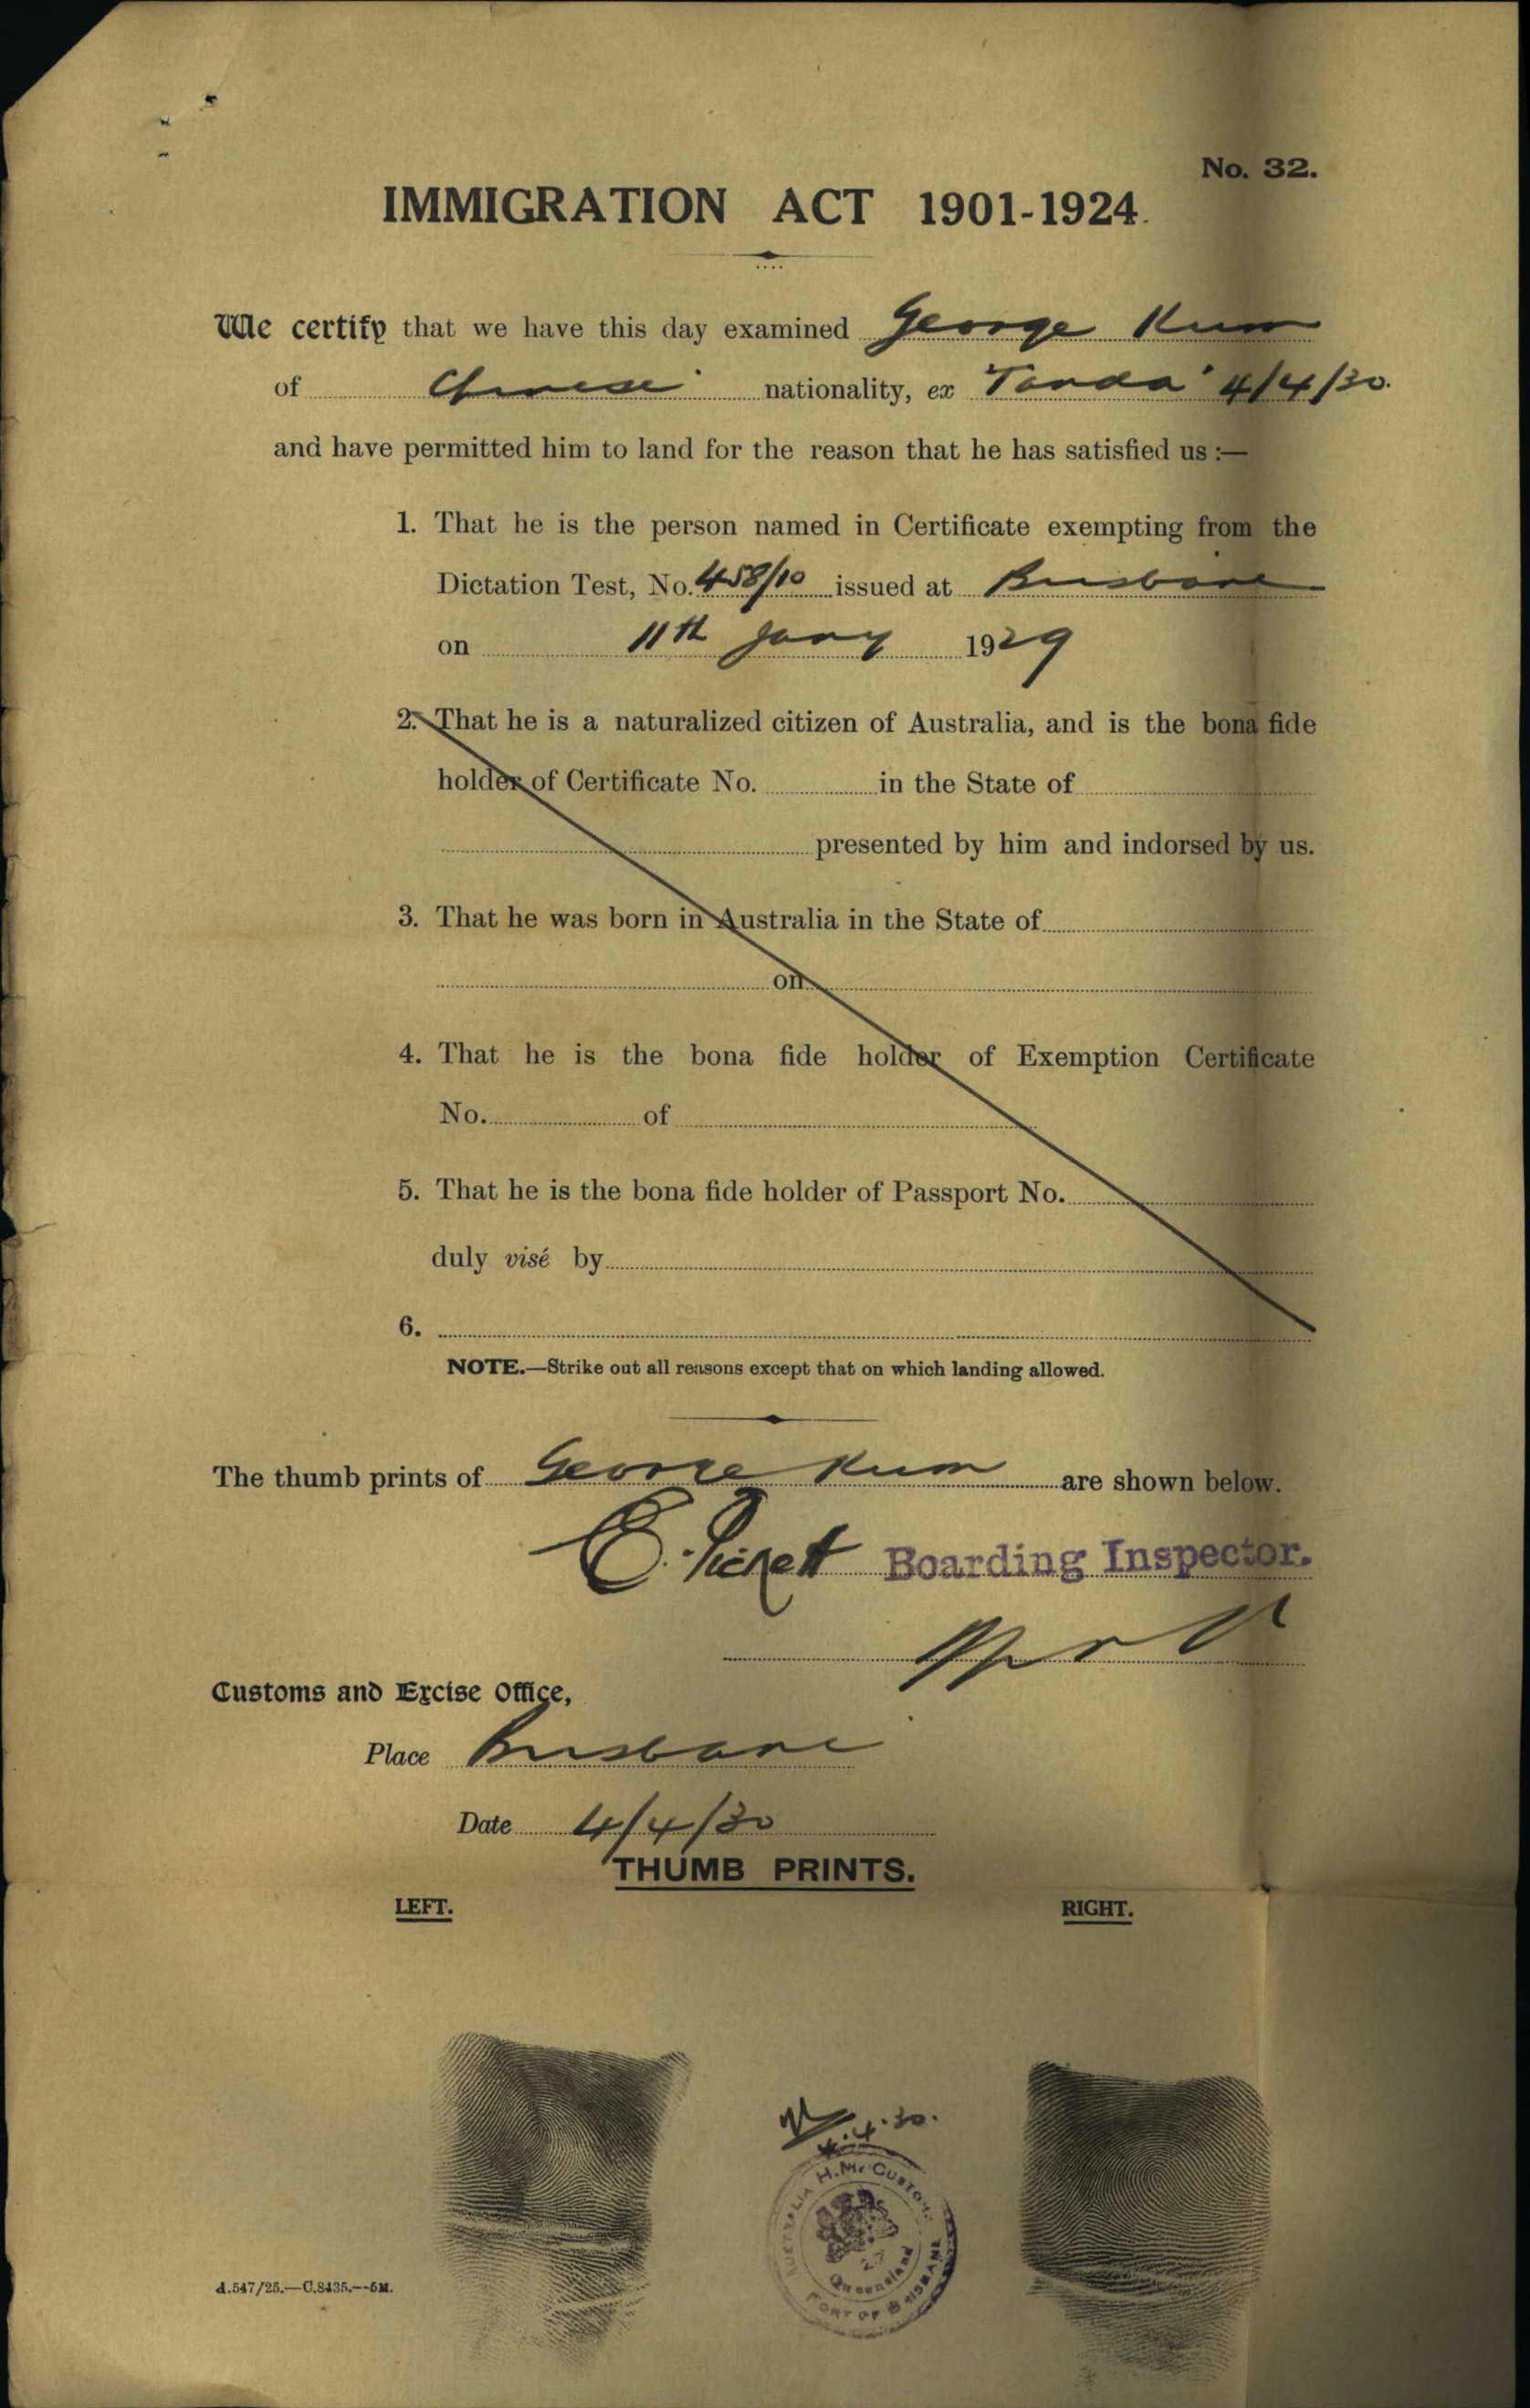 No. 32.
IMMIGRATION ACT 1901-1924.
We certify that we have this day examined George Kum
of Chinese nationality, ex "Tanda" 4/4/30.
and have permitted him to land for the reason that he has satisfied us :—
1. That he is the person named in Certificate exempting from the
Dictation Test, No. 458/10 issued at Brisbane
on 11th Jany 1929
2. That he is a naturalized citizen of Australia, and is the bona fide
holder of Certificate No. in the State of
presented by him and indorsed by us.
3. That he was born in Australia in the State of
on
4. That he is the bona fide holder of Exemption Certificate
No. of
5. That he is the bona fide holder of Passport No.
duly visé by
6.
NOTE.—Strike out all reasons except that on which landing allowed.
The thumb prints of George Kum are shown below.
E. Boarding Inspector.
Customs and Excise Office,
Place Brisbane
Date 4/4/30
THUMB PRINTS.
LEFT. RIGHT.
4.4.30.
H.M. CUSTOMS
AUSTRALIA
27
Queensland
PORT OF BRISBANE
d.547/25.—C.8435.—5M.